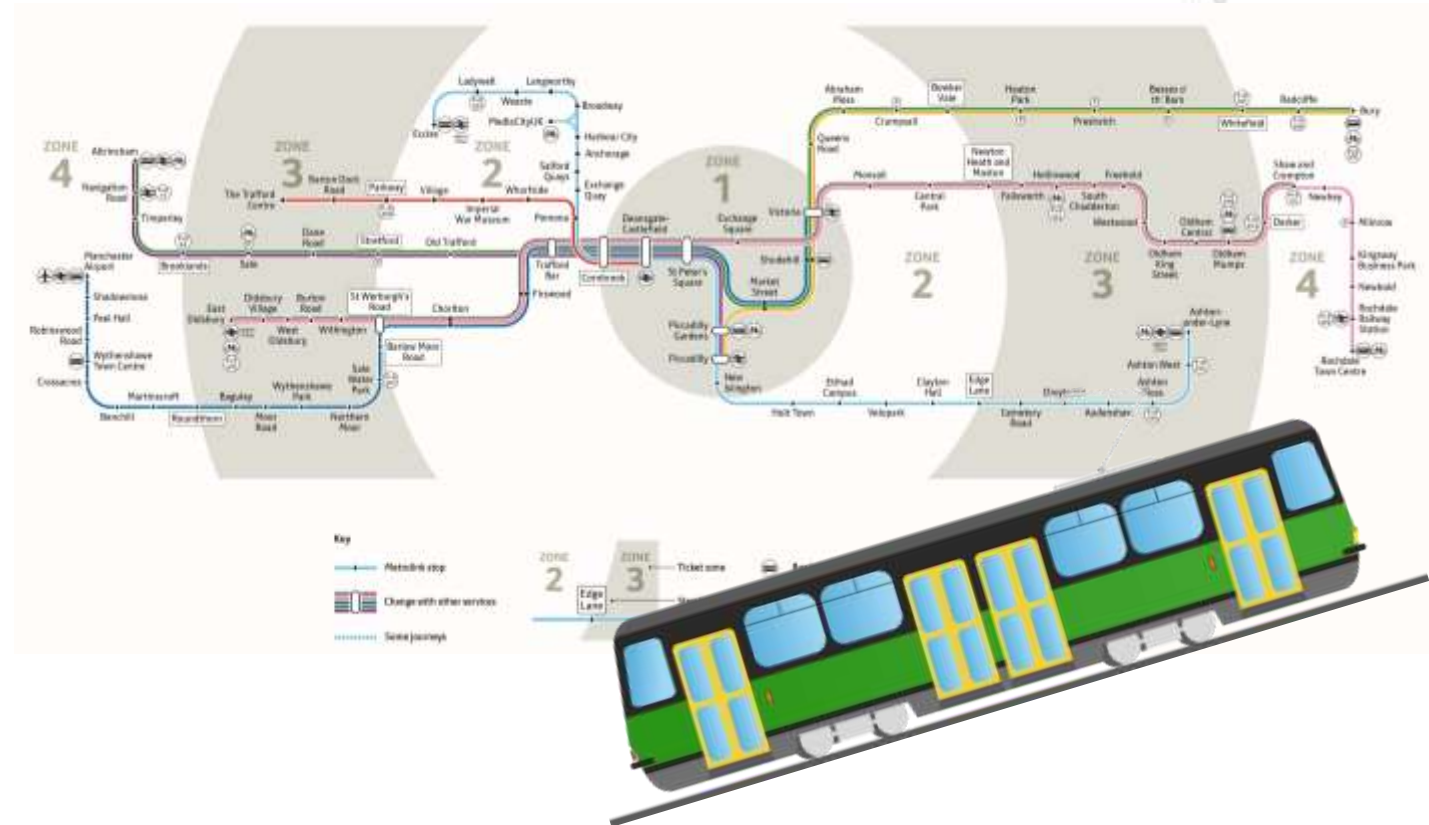 ZONE
4
ZONE
3
ZONE
2
ZONE
1
2
3
ZONE
4
Altrincham
Navigation
Road
Timperley
Brooklands
Sale
Dane
Road
Stretford
Old Trafford
The Trafford
Centre
Barton Dock
Road
Parkway
Village
Imperial
War Museum
Wharfside
Pomona
Eccles
Ladywell
Weaste
Langworthy
Broadway
MediaCityUK
Harbour City
Anchorage
Salford
Quays
Exchange
Quay
Manchester
Airport
Shadowmoss
Peel Hall
Robinswood
Road
Wythenshawe
Town Centre
Crossacres
Benchill
Martinscroft
Roundthorn
Baguley
Moor
Road
Wythenshawe
Park
Northern
Moor
Sale
Water
Park
Barlow Moor
Road
St Werburgh's
Road
East
Didsbury
Didsbury
Village
West
Didsbury
Burton
Road
Withington
Chorlton
Firswood
Trafford
Bar
Cornbrook
Deansgate-
Castlefield
St Peter's
Square
Exchange
Square
Victoria
Shudehill
Market
Street
Piccadilly
Gardens
Piccadilly
New
Islington
Holt Town
Etihad
Campus
Velopark
Clayton
Hall
Edge
Lane
Cemetery
Road
Droylsden
Audenshaw
Ashton
Moss
Ashton West
Ashton-
under-Lyne
Queens
Road
Abraham
Moss
Crumpsall
Bowker
Vale
Heaton
Park
Prestwich
Besses o'
th' Barn
Whitefield
Radcliffe
Bury
Monsall
Central
Park
Newton
Heath and
Moston
Failsworth
Hollinwood
South
Chadderton
Freehold
Westwood
Oldham
King
Street
Oldham
Central
Oldham
Mumps
Derker
Shaw and
Crompton
Newhey
Milnrow
Kingsway
Business Park
Newbold
Rochdale
Railway
Station
Rochdale
Town Centre
Key
Metrolink stop
Change with other services
Some journeys
ZONE
2
ZONE
3
Edge
Lane
Ticket zone